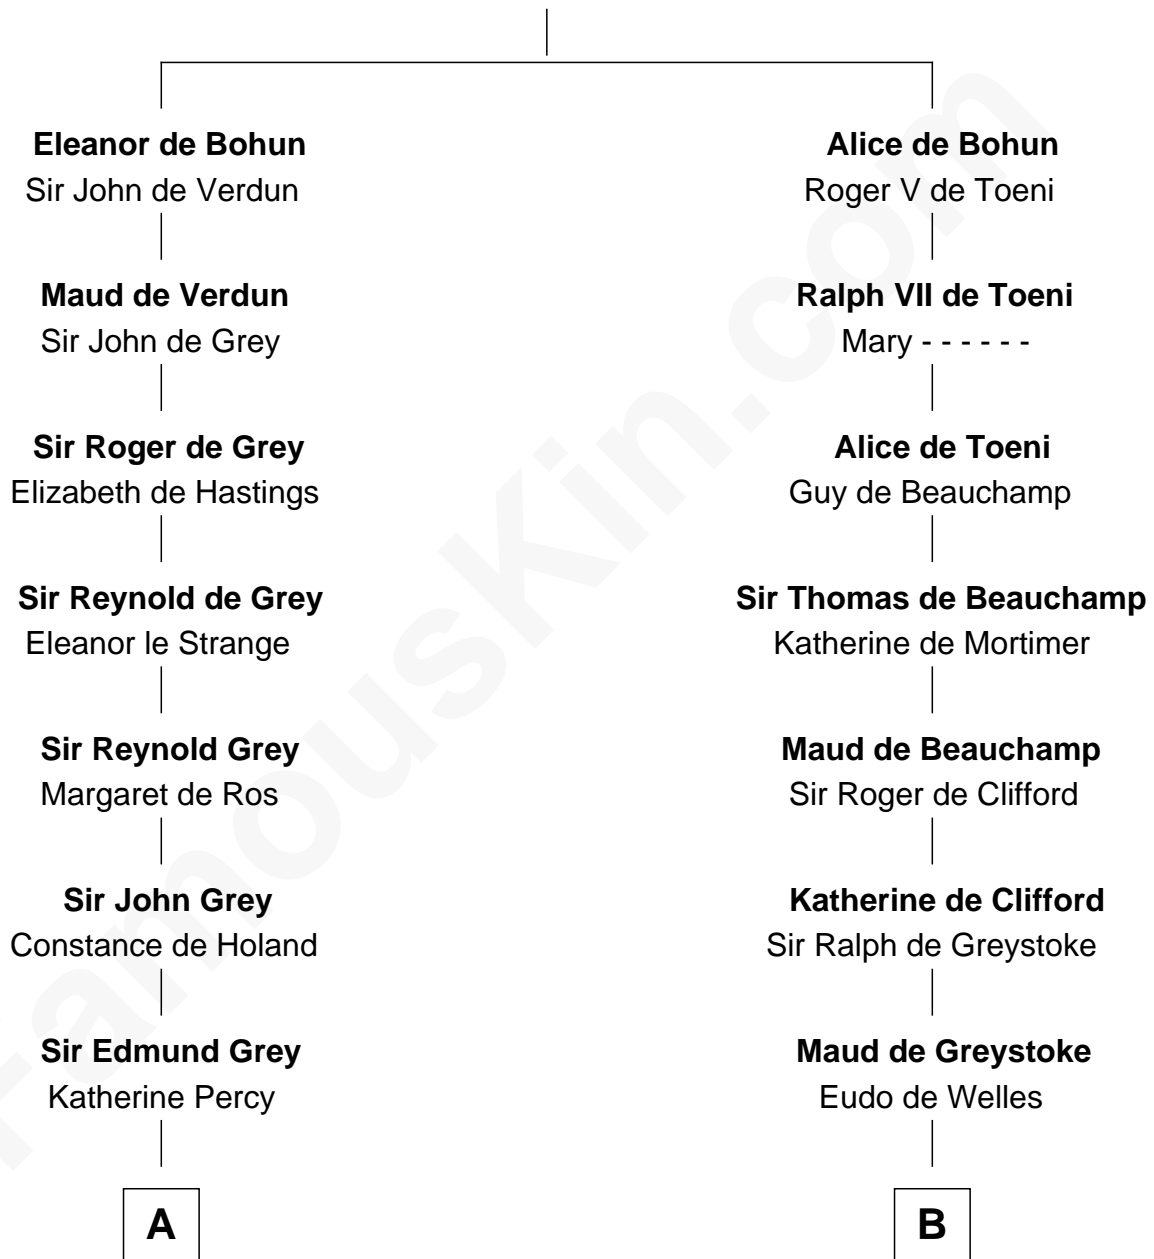 Eleanor de Bohun
Sir John de Verdun
Maud de Verdun
Sir John de Grey
Sir Roger de Grey
Elizabeth de Hastings
Sir Reynold de Grey
Eleanor le Strange
Sir Reynold Grey
Margaret de Ros
Sir John Grey
Constance de Holand
Sir Edmund Grey
Katherine Percy
A
Alice de Bohun
Roger V de Toeni
Ralph VII de Toeni
Mary - - - - - -
Alice de Toeni
Guy de Beauchamp
Sir Thomas de Beauchamp
Katherine de Mortimer
Maud de Beauchamp
Sir Roger de Clifford
Katherine de Clifford
Sir Ralph de Greystoke
Maud de Greystoke
Eudo de Welles
B
FamousKin.com